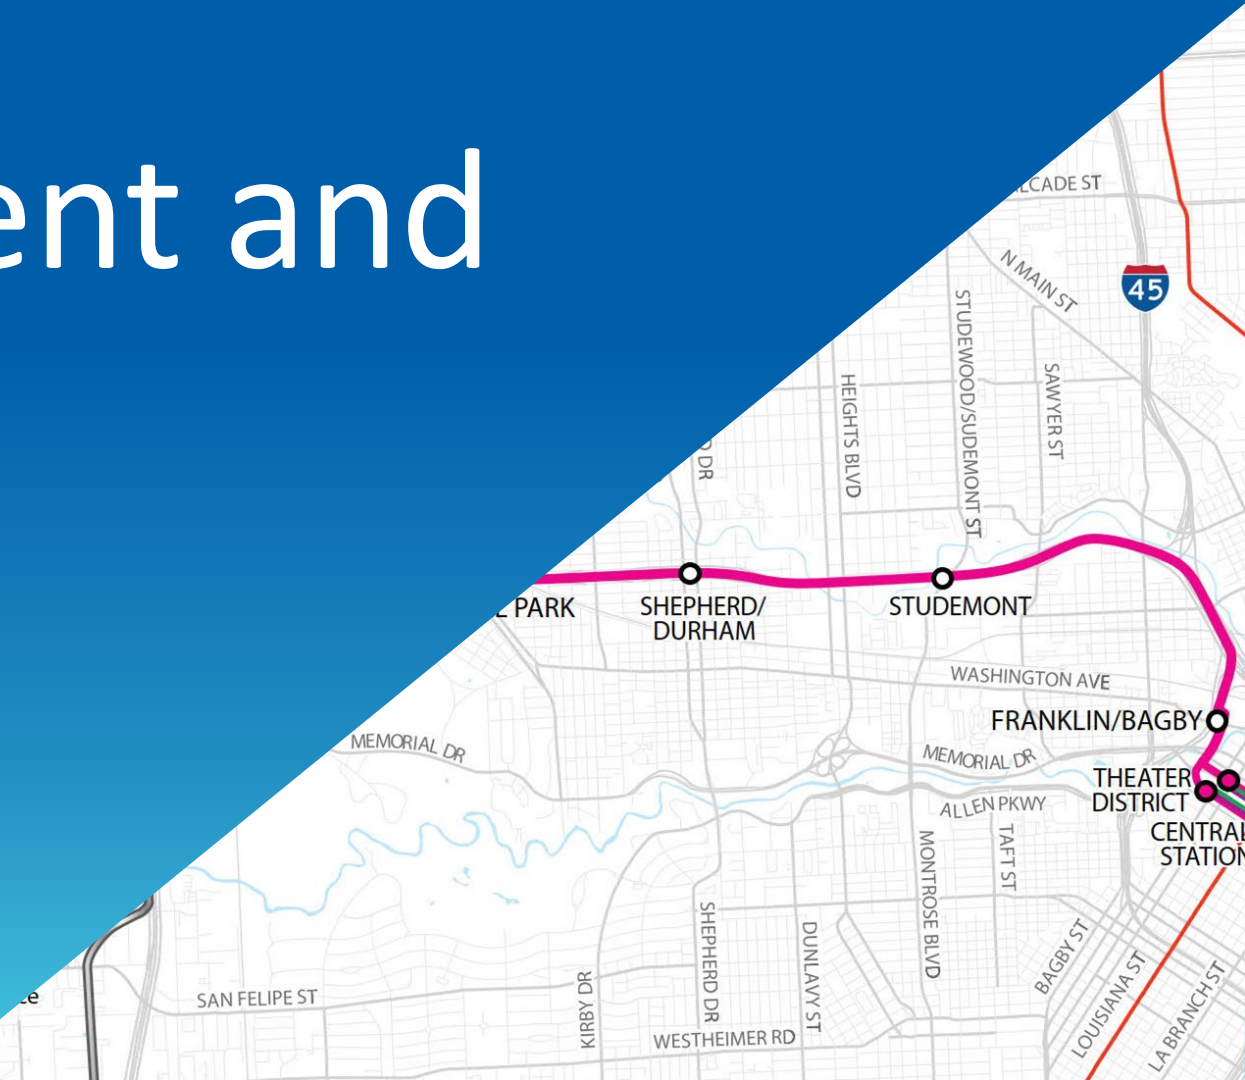 ent and
LCADE ST
N MAIN ST
45
STUDEWOOD/SUDEMONT ST
SAWYER ST
HEIGHTS BLVD
D DR
E PARK
SHEPHERD/
DURHAM
STUDEMONT
WASHINGTON AVE
FRANKLIN/BAGBY
MEMORIAL DR
MEMORIAL DR
THEATER
DISTRICT
ALLEN PKWY
CENTRAL
STATION
TAFT ST
MONTROSE BLVD
SHEPHERD DR
DUNLAVY ST
BAGBY ST
LOUISIANA ST
LA BRANCH ST
KIRBY DR
ce
SAN FELIPE ST
WESTHEIMER RD